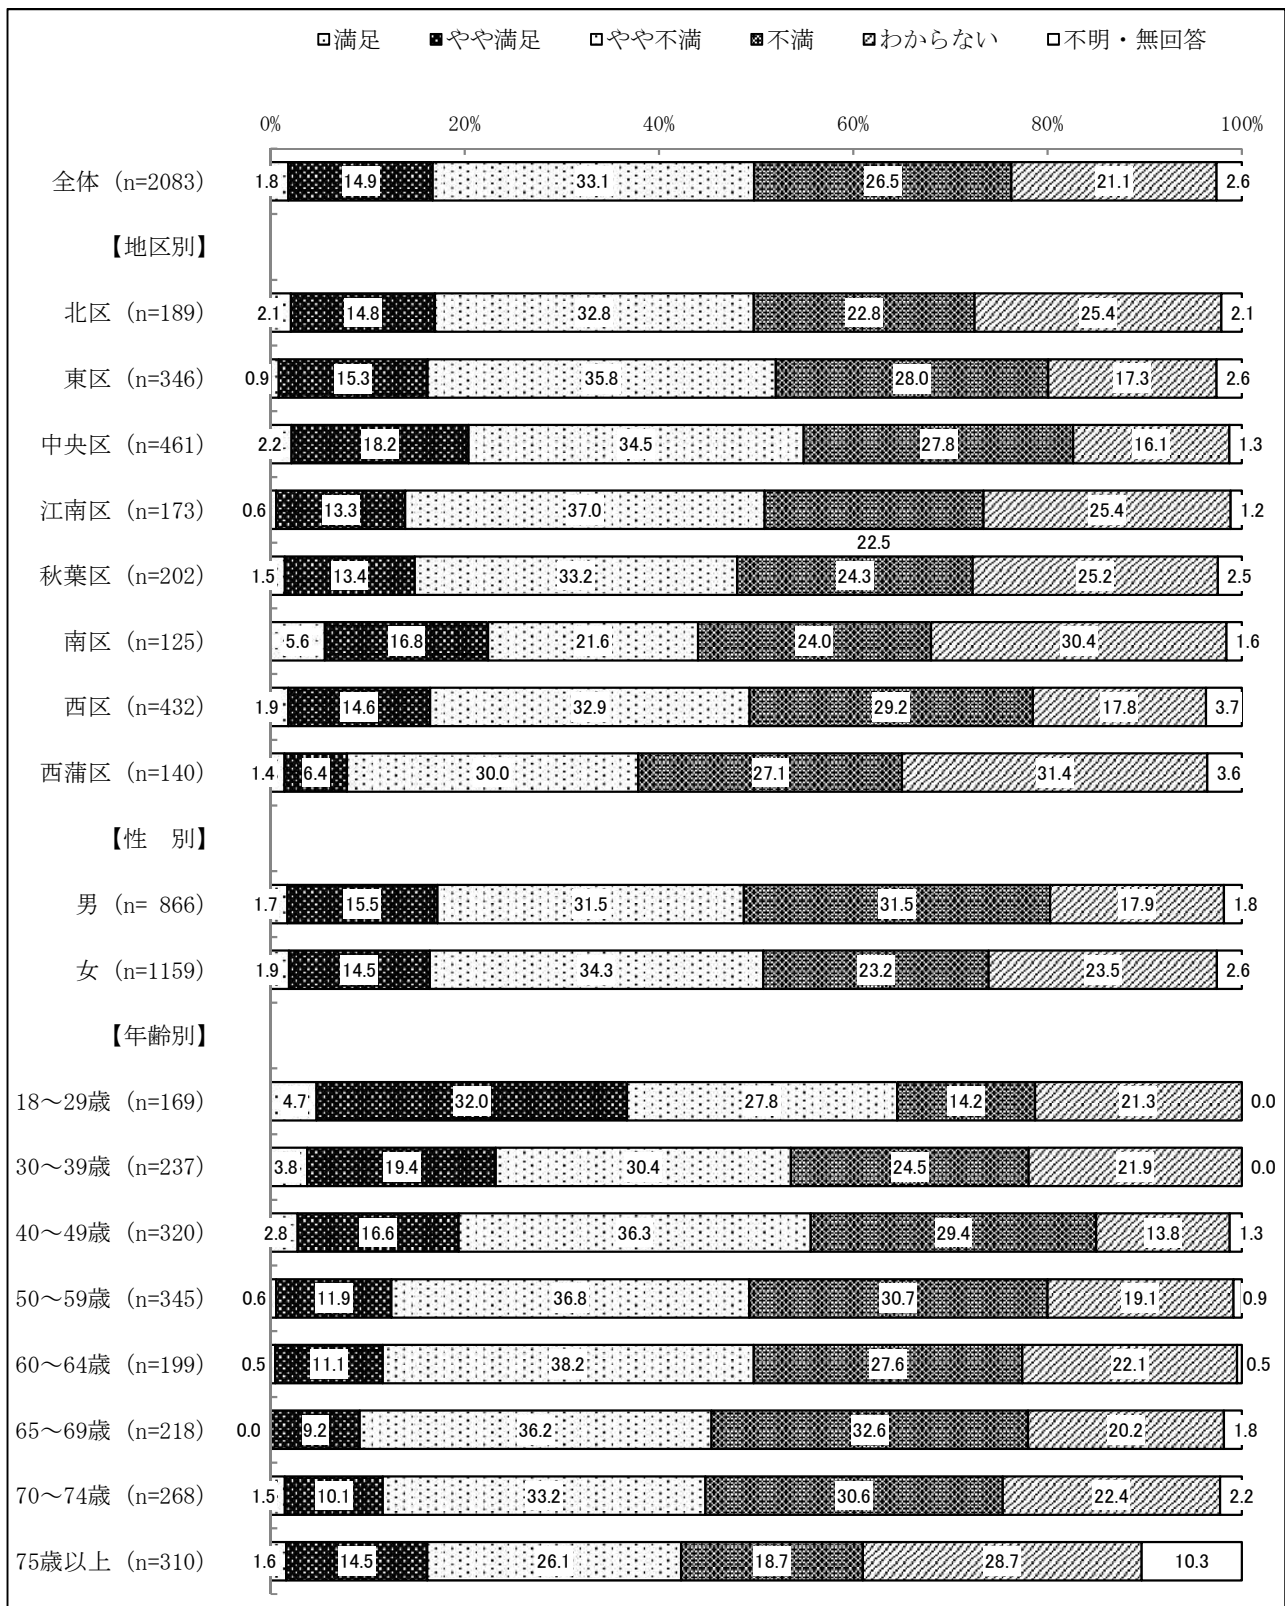 満足 やや満足 やや不満 不満 わからない 不明・無回答
0% 20% 40% 60% 80% 100%
全体 (n=2083) 1.8 14.9 33.1 26.5 21.1 2.6
【地区別】
北区 (n=189) 2.1 14.8 32.8 22.8 25.4 2.1
東区 (n=346) 0.9 15.3 35.8 28.0 17.3 2.6
中央区 (n=461) 2.2 18.2 34.5 27.8 16.1 1.3
江南区 (n=173) 0.6 13.3 37.0 25.4 1.2
22.5
秋葉区 (n=202) 1.5 13.4 33.2 24.3 25.2 2.5
南区 (n=125) 5.6 16.8 21.6 24.0 30.4 1.6
西区 (n=432) 1.9 14.6 32.9 29.2 17.8 3.7
西蒲区 (n=140) 1.4 6.4 30.0 27.1 31.4 3.6
【性 別】
男 (n= 866) 1.7 15.5 31.5 31.5 17.9 1.8
女 (n=1159) 1.9 14.5 34.3 23.2 23.5 2.6
【年齢別】
18～29歳 (n=169) 4.7 32.0 27.8 14.2 21.3 0.0
30～39歳 (n=237) 3.8 19.4 30.4 24.5 21.9 0.0
40～49歳 (n=320) 2.8 16.6 36.3 29.4 13.8 1.3
50～59歳 (n=345) 0.6 11.9 36.8 30.7 19.1 0.9
60～64歳 (n=199) 0.5 11.1 38.2 27.6 22.1 0.5
65～69歳 (n=218) 0.0 9.2 36.2 32.6 20.2 1.8
70～74歳 (n=268) 1.5 10.1 33.2 30.6 22.4 2.2
75歳以上 (n=310) 1.6 14.5 26.1 18.7 28.7 10.3